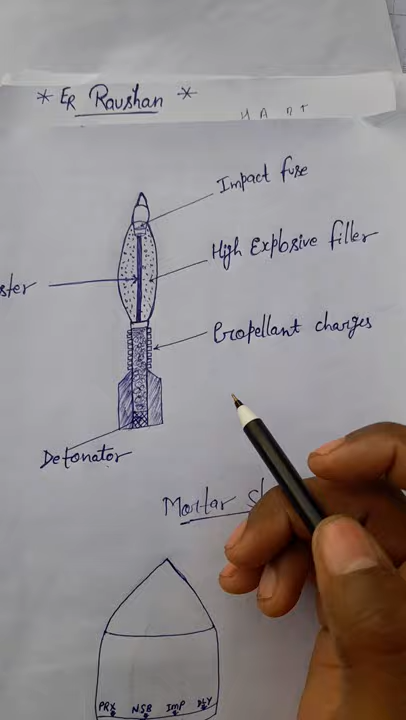 * ER Raushan *
Impact fuse
High Explosive filler
ster
Propellant charges
Detonator
Mortar S
PRX NSB IMP DLY